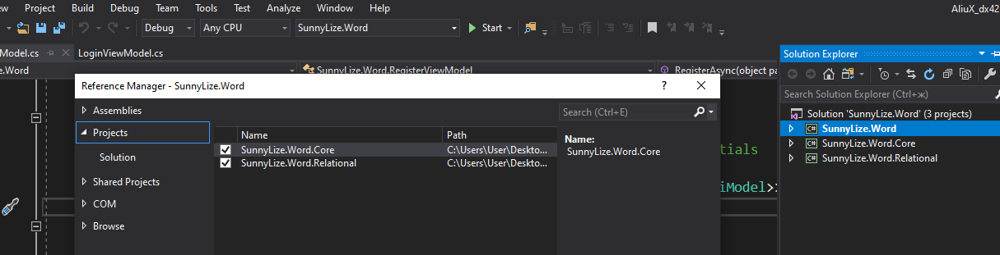 ew Project Build Debug Team Tools Test Analyze Window Help AliuX_dx42
Debug Any CPU SunnyLize.Word Start
Model.cs LoginViewModel.cs Solution Explorer
e.Word SunnyLize.Word.RegisterViewModel RegisterAsync(object pa
Reference Manager - SunnyLize.Word ? 
Search Solution Explorer (Ctrl+ж)
Assemblies Search (Ctrl+E)
Solution 'SunnyLize.Word' (3 projects)
Projects Name Path Name:
C# SunnyLize.Word
SunnyLize.Word.Core C:\Users\User\Deskto... SunnyLize.Word.Core
tials
C# SunnyLize.Word.Core
Solution SunnyLize.Word.Relational C:\Users\User\Deskto...
C# SunnyLize.Word.Relational
Shared Projects
iModel>>
COM
Browse